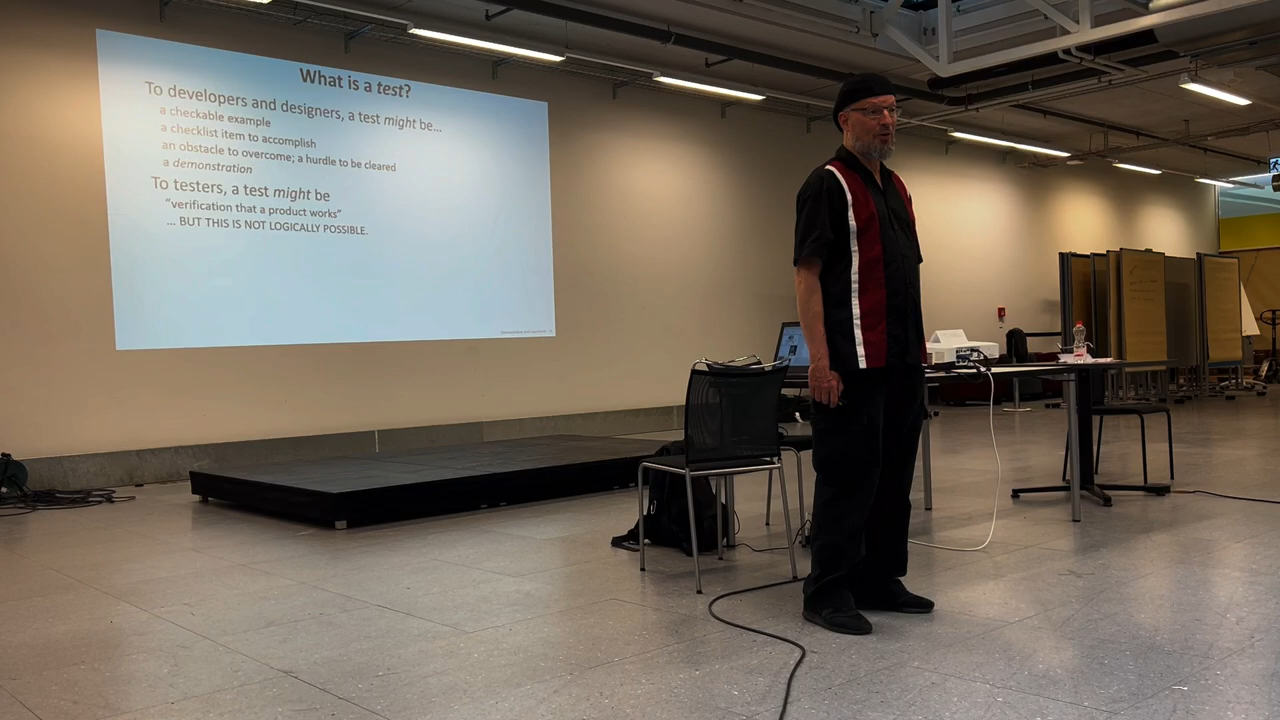 What is a test?
To developers and designers, a test might be...
a checkable example
a checklist item to accomplish
an obstacle to overcome; a hurdle to be cleared
a demonstration
To testers, a test might be
“verification that a product works”
... BUT THIS IS NOT LOGICALLY POSSIBLE.